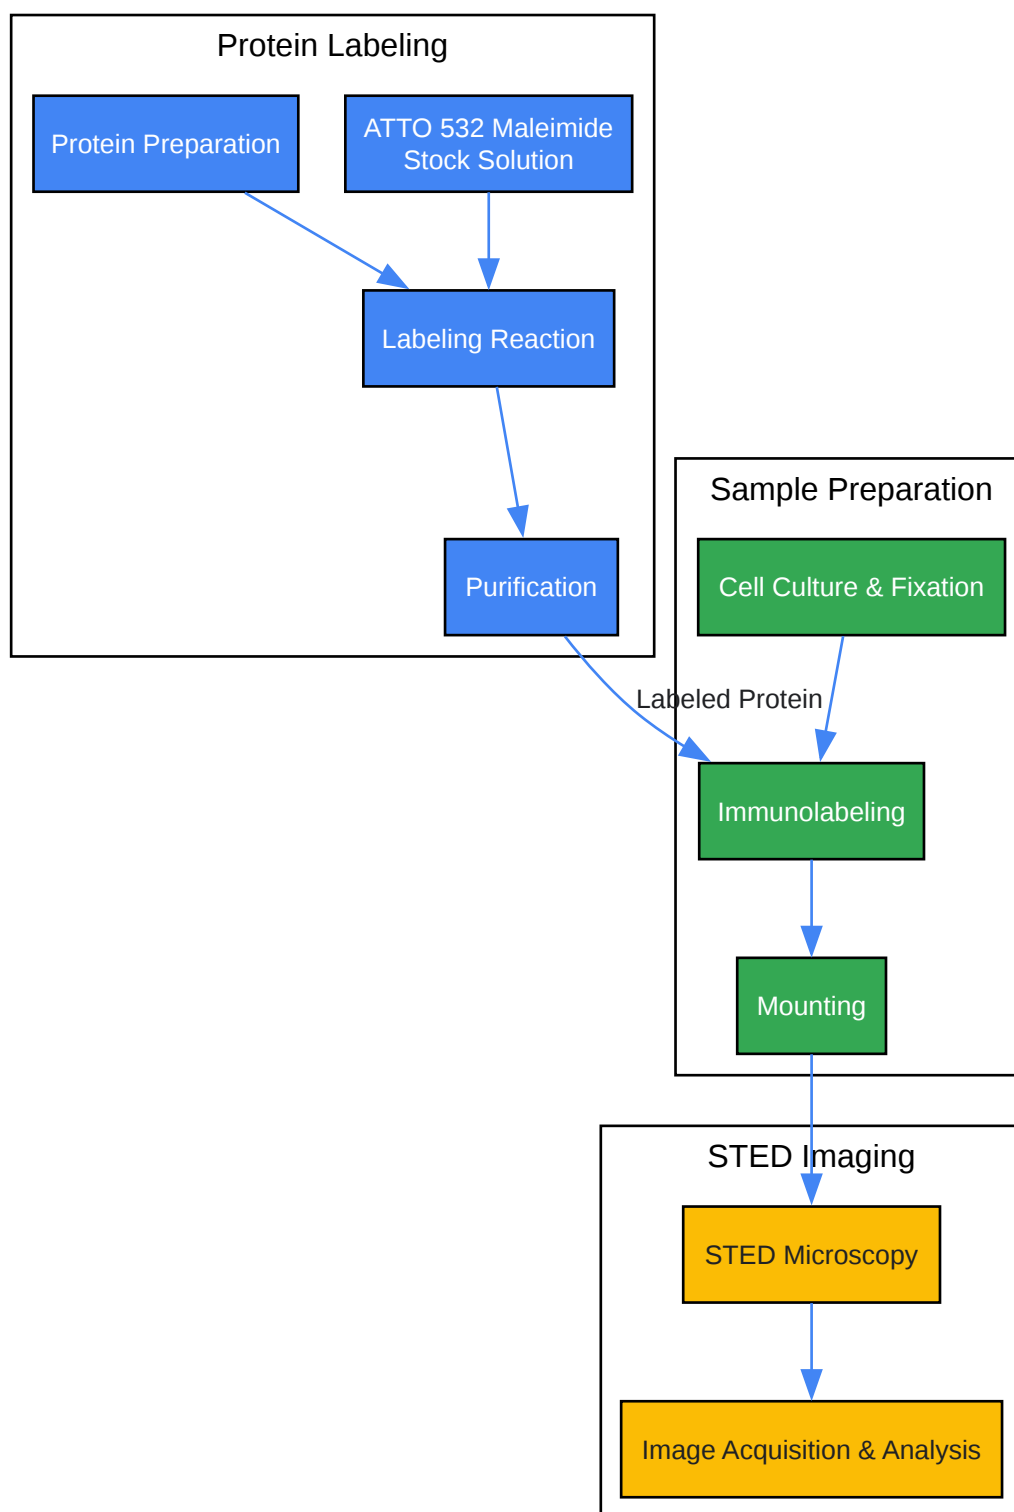 Protein Labeling
Protein Preparation
ATTO 532 Maleimide
Stock Solution
Labeling Reaction
Purification
Sample Preparation
Cell Culture & Fixation
Labeled Protein
Immunolabeling
Mounting
STED Imaging
STED Microscopy
Image Acquisition & Analysis